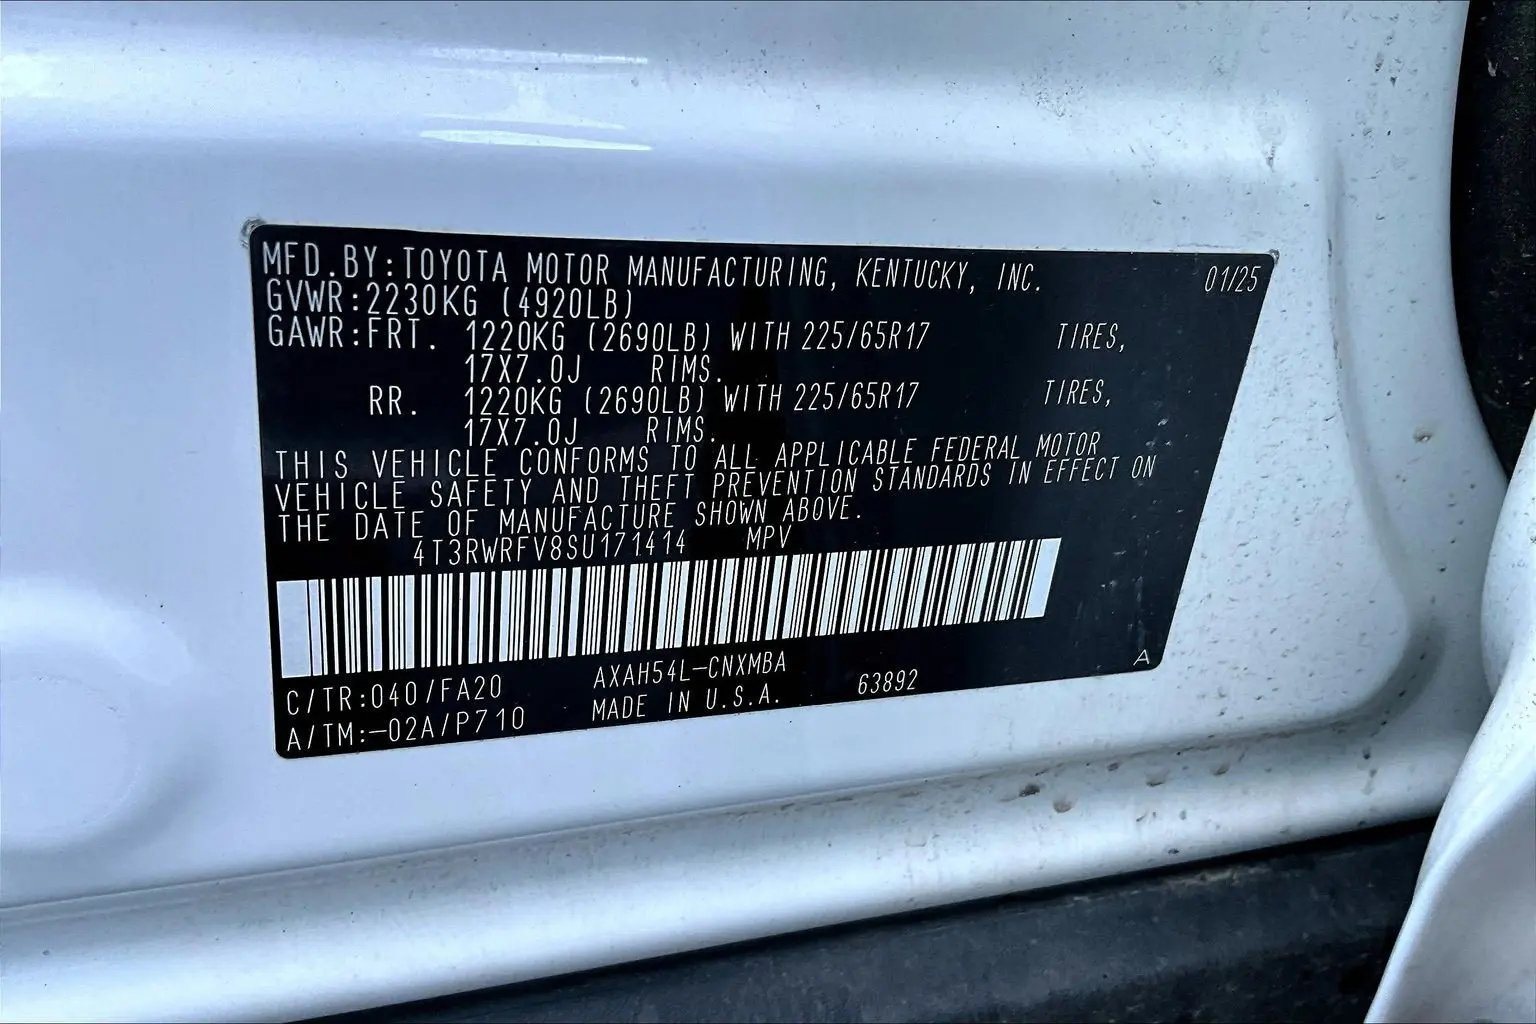 MFD.BY:TOYOTA MOTOR MANUFACTURING, KENTUCKY, INC. 01/25
GVWR:2230KG (4920LB)
GAWR:FRT. 1220KG (2690LB) WITH 225/65R17 TIRES,
17X7.0J RIMS.
RR. 1220KG (2690LB) WITH 225/65R17 TIRES,
17X7.0J RIMS.
THIS VEHICLE CONFORMS TO ALL APPLICABLE FEDERAL MOTOR
VEHICLE SAFETY AND THEFT PREVENTION STANDARDS IN EFFECT ON
THE DATE OF MANUFACTURE SHOWN ABOVE.
4T3RWRFV8SU171414 MPV
C/TR:040/FA20 AXAH54L-CNXMBA A
A/TM:-02A/P710 MADE IN U.S.A. 63892